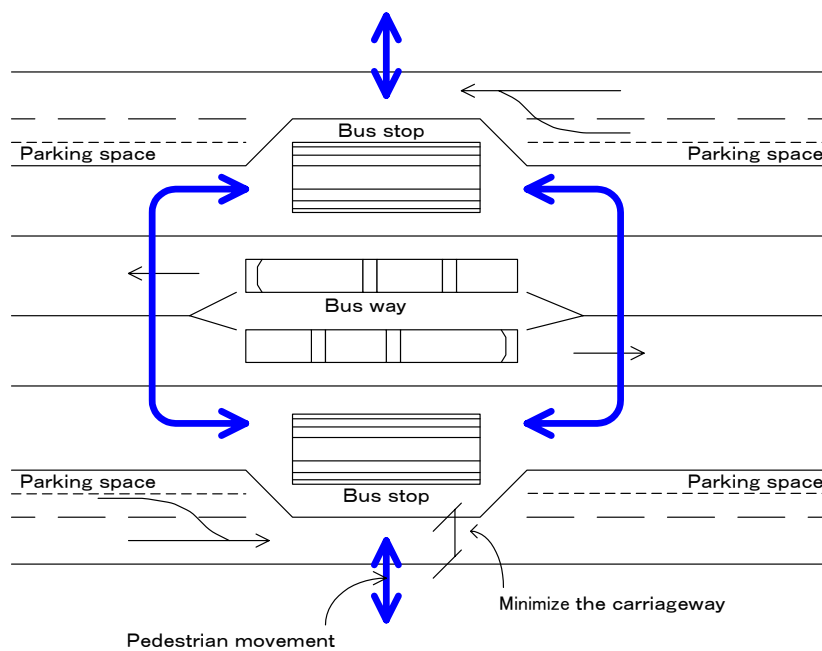 Bus stop
Parking space
Parking space
Bus way
Parking space
Parking space
Bus stop
Minimize the carriageway
Pedestrian movement